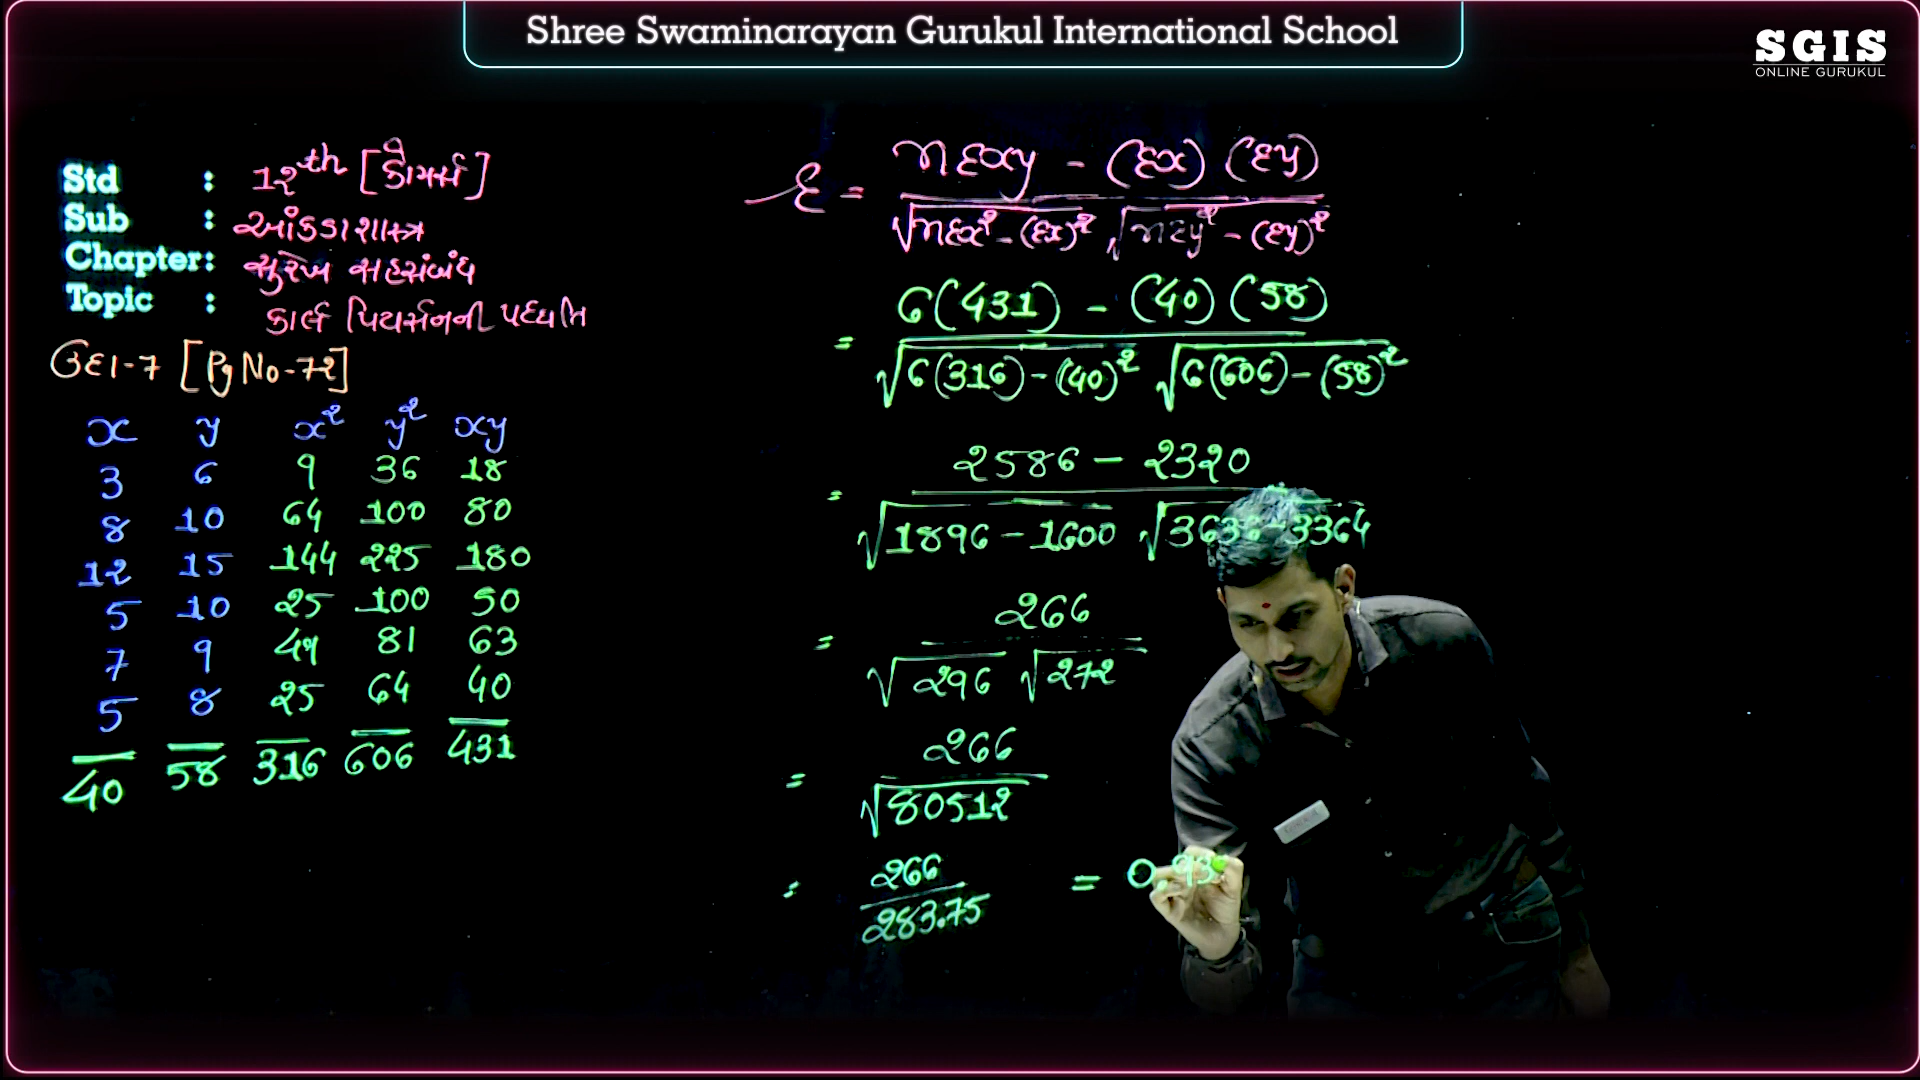 Shree Swaminarayan Gurukul International School
SGIS
ONLINE GURUKUL
Std : 12th [કોમર્સ]
Sub : આંકડાશાસ્ત્ર
Chapter: સુરેખ સહસંબંધ
Topic : કાર્લ પિયર્સનની પદ્ધતિ
ઉદા-7 [Pg No-72]
x y x² y² xy
3 6 9 36 18
8 10 64 100 80
12 15 144 225 180
5 10 25 100 50
7 9 49 81 63
5 8 25 64 40
40 58 316 606 431
r = nΣxy - (Σx) (Σy)
√nΣx² - (Σx)² √nΣy² - (Σy)²
= 6(431) - (40) (58)
√6(316) - (40)² √6(606) - (58)²
= 2586 - 2320
√1896 - 1600 √3636 - 3364
= 266
√296 √272
= 266
√80512
= 266
283.75
= 0.93